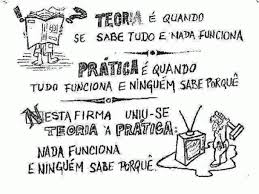 TEORIA É QUANDO
SE SABE TUDO E NADA FUNCIONA
PRÁTICA É QUANDO
TUDO FUNCIONA E NINGUÉM SABE PORQUÊ
NESTA FIRMA UNIU-SE
TEORIA À PRÁTICA:
NADA FUNCIONA
E NINGUÉM SABE PORQUÊ.